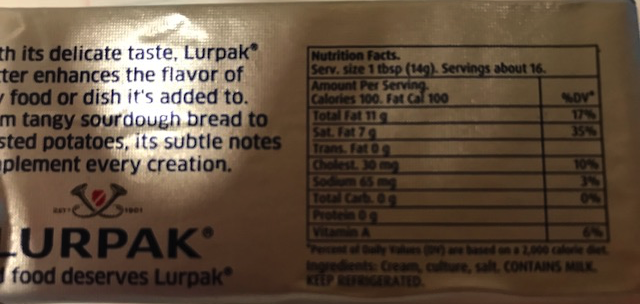 th its delicate taste, Lurpak®
ter enhances the flavor of
food or dish it's added to.
m tangy sourdough bread to
sted potatoes, its subtle notes
plement every creation.
EST 1901
LURPAK®
food deserves Lurpak®
Nutrition Facts.
Serv. size 1 tbsp (14g). Servings about 16.
Amount Per Serving.
Calories 100. Fat Cal 100 %DV*
Total Fat 11 g 17%
Sat. Fat 7 g 35%
Trans. Fat 0 g
Cholest. 30 mg 10%
Sodium 65 mg 3%
Total Carb. 0 g 0%
Protein 0 g
Vitamin A 6%
*Percent of Daily Values (DV) are based on a 2,000 calorie diet.
Ingredients: Cream, culture, salt. CONTAINS MILK.
KEEP REFRIGERATED.